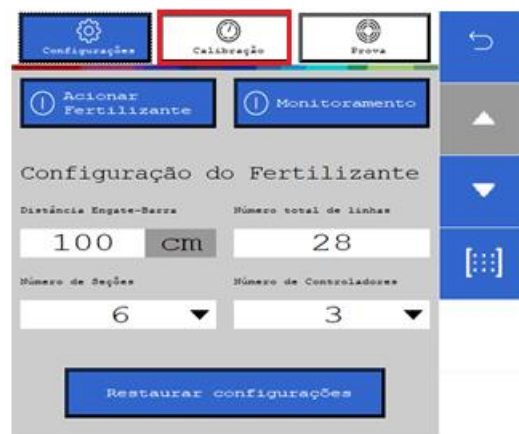 Configurações
Calibração
Prova
Acionar
Fertilizante
Monitoramento
Configuração do Fertilizante
Distância Engate-Barra
Número total de linhas
100 cm
28
Número de Seções
Número de Controladores
6
3
Restaurar configurações